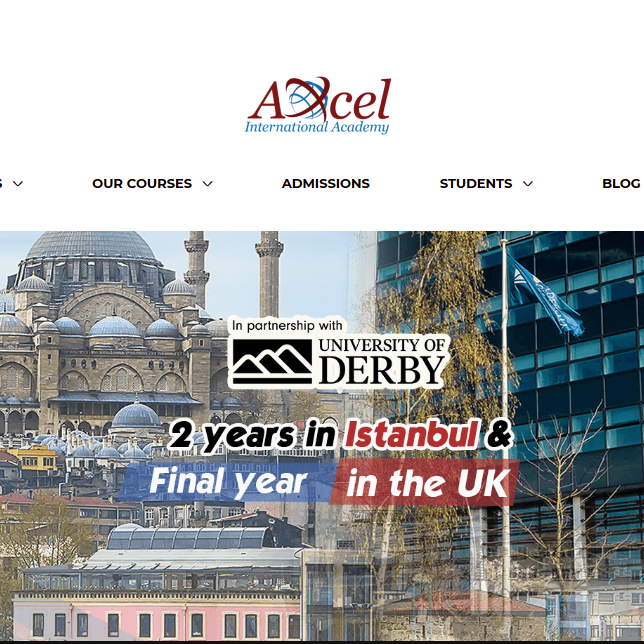 Axcel
International Academy
OUR COURSES
ADMISSIONS
STUDENTS
BLOG
In partnership with
UNIVERSITY OF
DERBY
2 years in Istanbul &
Final year in the UK